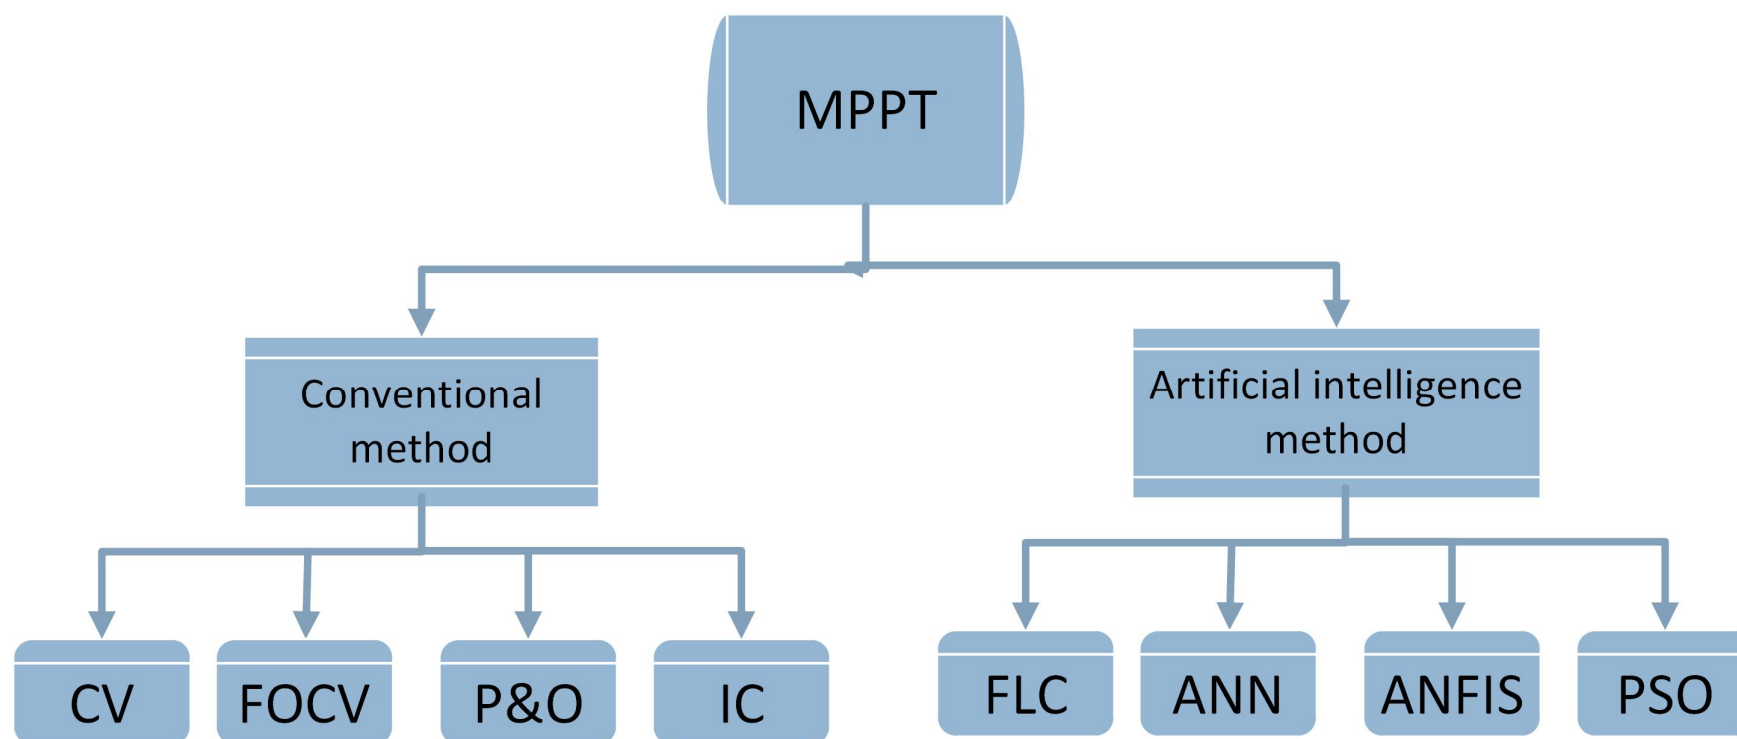 MPPT
Conventional
method
Artificial intelligence
method
CV
FOCV
P&O
IC
FLC
ANN
ANFIS
PSO